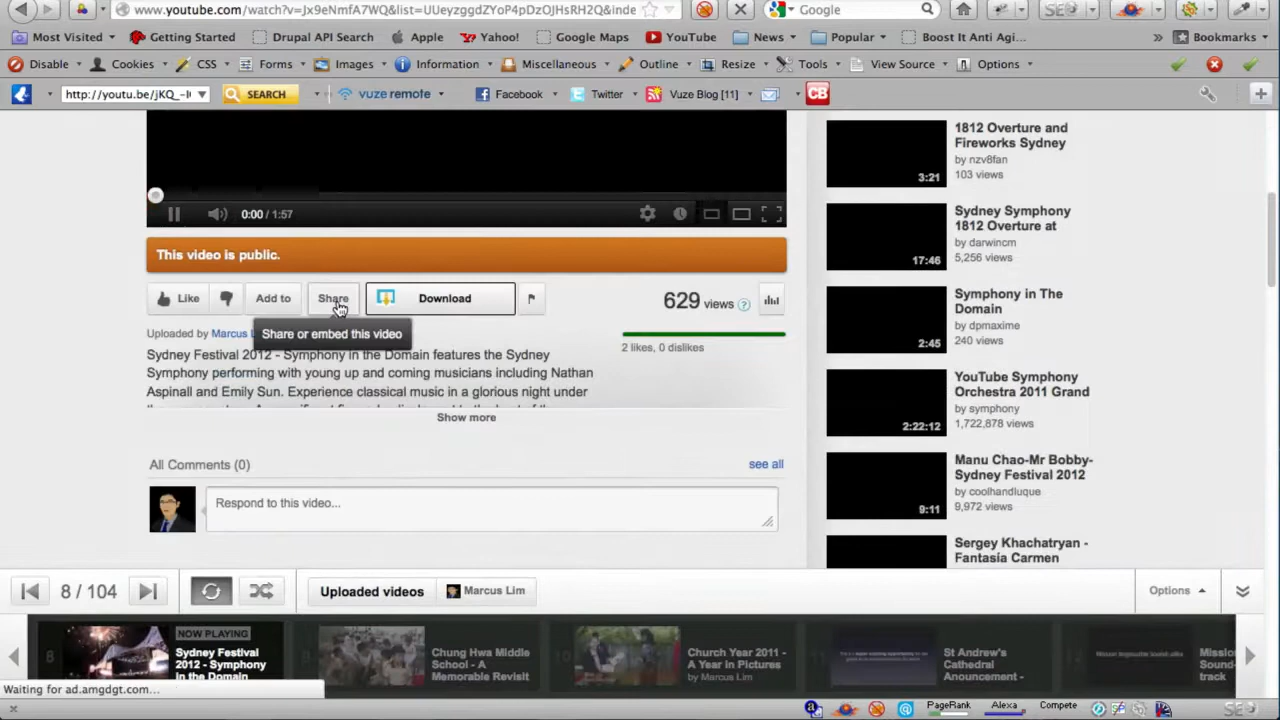 www.youtube.com/watch?v=Jx9eNmfA7WQ&list=UUeyzggdZYoP4pDzOJHsRH2Q&inde
Google
Most Visited
Getting Started
Drupal API Search
Apple
Yahoo!
Google Maps
YouTube
News
Popular
Boost It Anti Agi...
Bookmarks
Disable
Cookies
CSS
Forms
Images
Information
Miscellaneous
Outline
Resize
Tools
View Source
Options
http://youtu.be/jKQ_-I
SEARCH
vuze remote
Facebook
Twitter
Vuze Blog [11]
CB
0:00 / 1:57
This video is public.
Like
Add to
Share
Download
629 views
Share or embed this video
Uploaded by Marcus L
2 likes, 0 dislikes
Sydney Festival 2012 - Symphony in the Domain features the Sydney
Symphony performing with young up and coming musicians including Nathan
Aspinall and Emily Sun. Experience classical music in a glorious night under
Show more
All Comments (0)
see all
Respond to this video...
1812 Overture and
Fireworks Sydney
by nzv8fan
103 views
3:21
Sydney Symphony
1812 Overture at
by darwincm
5,256 views
17:46
Symphony in The
Domain
by dpmaxime
240 views
2:45
YouTube Symphony
Orchestra 2011 Grand
by symphony
1,722,878 views
2:22:12
Manu Chao-Mr Bobby-
Sydney Festival 2012
by coolhandluque
9,972 views
9:11
Sergey Khachatryan -
Fantasía Carmen
8 / 104
Uploaded videos
Marcus Lim
Options
8
NOW PLAYING
Sydney Festival
2012 - Symphony
in the Domain
Chung Hwa Middle
School - A
Memorable Revisit
Church Year 2011 -
A Year in Pictures
by Marcus Lim
St Andrew's
Cathedral
Anouncement -
Missio
Sound-
track
Waiting for ad.amgdgt.com...
PageRank
Alexa
Compete